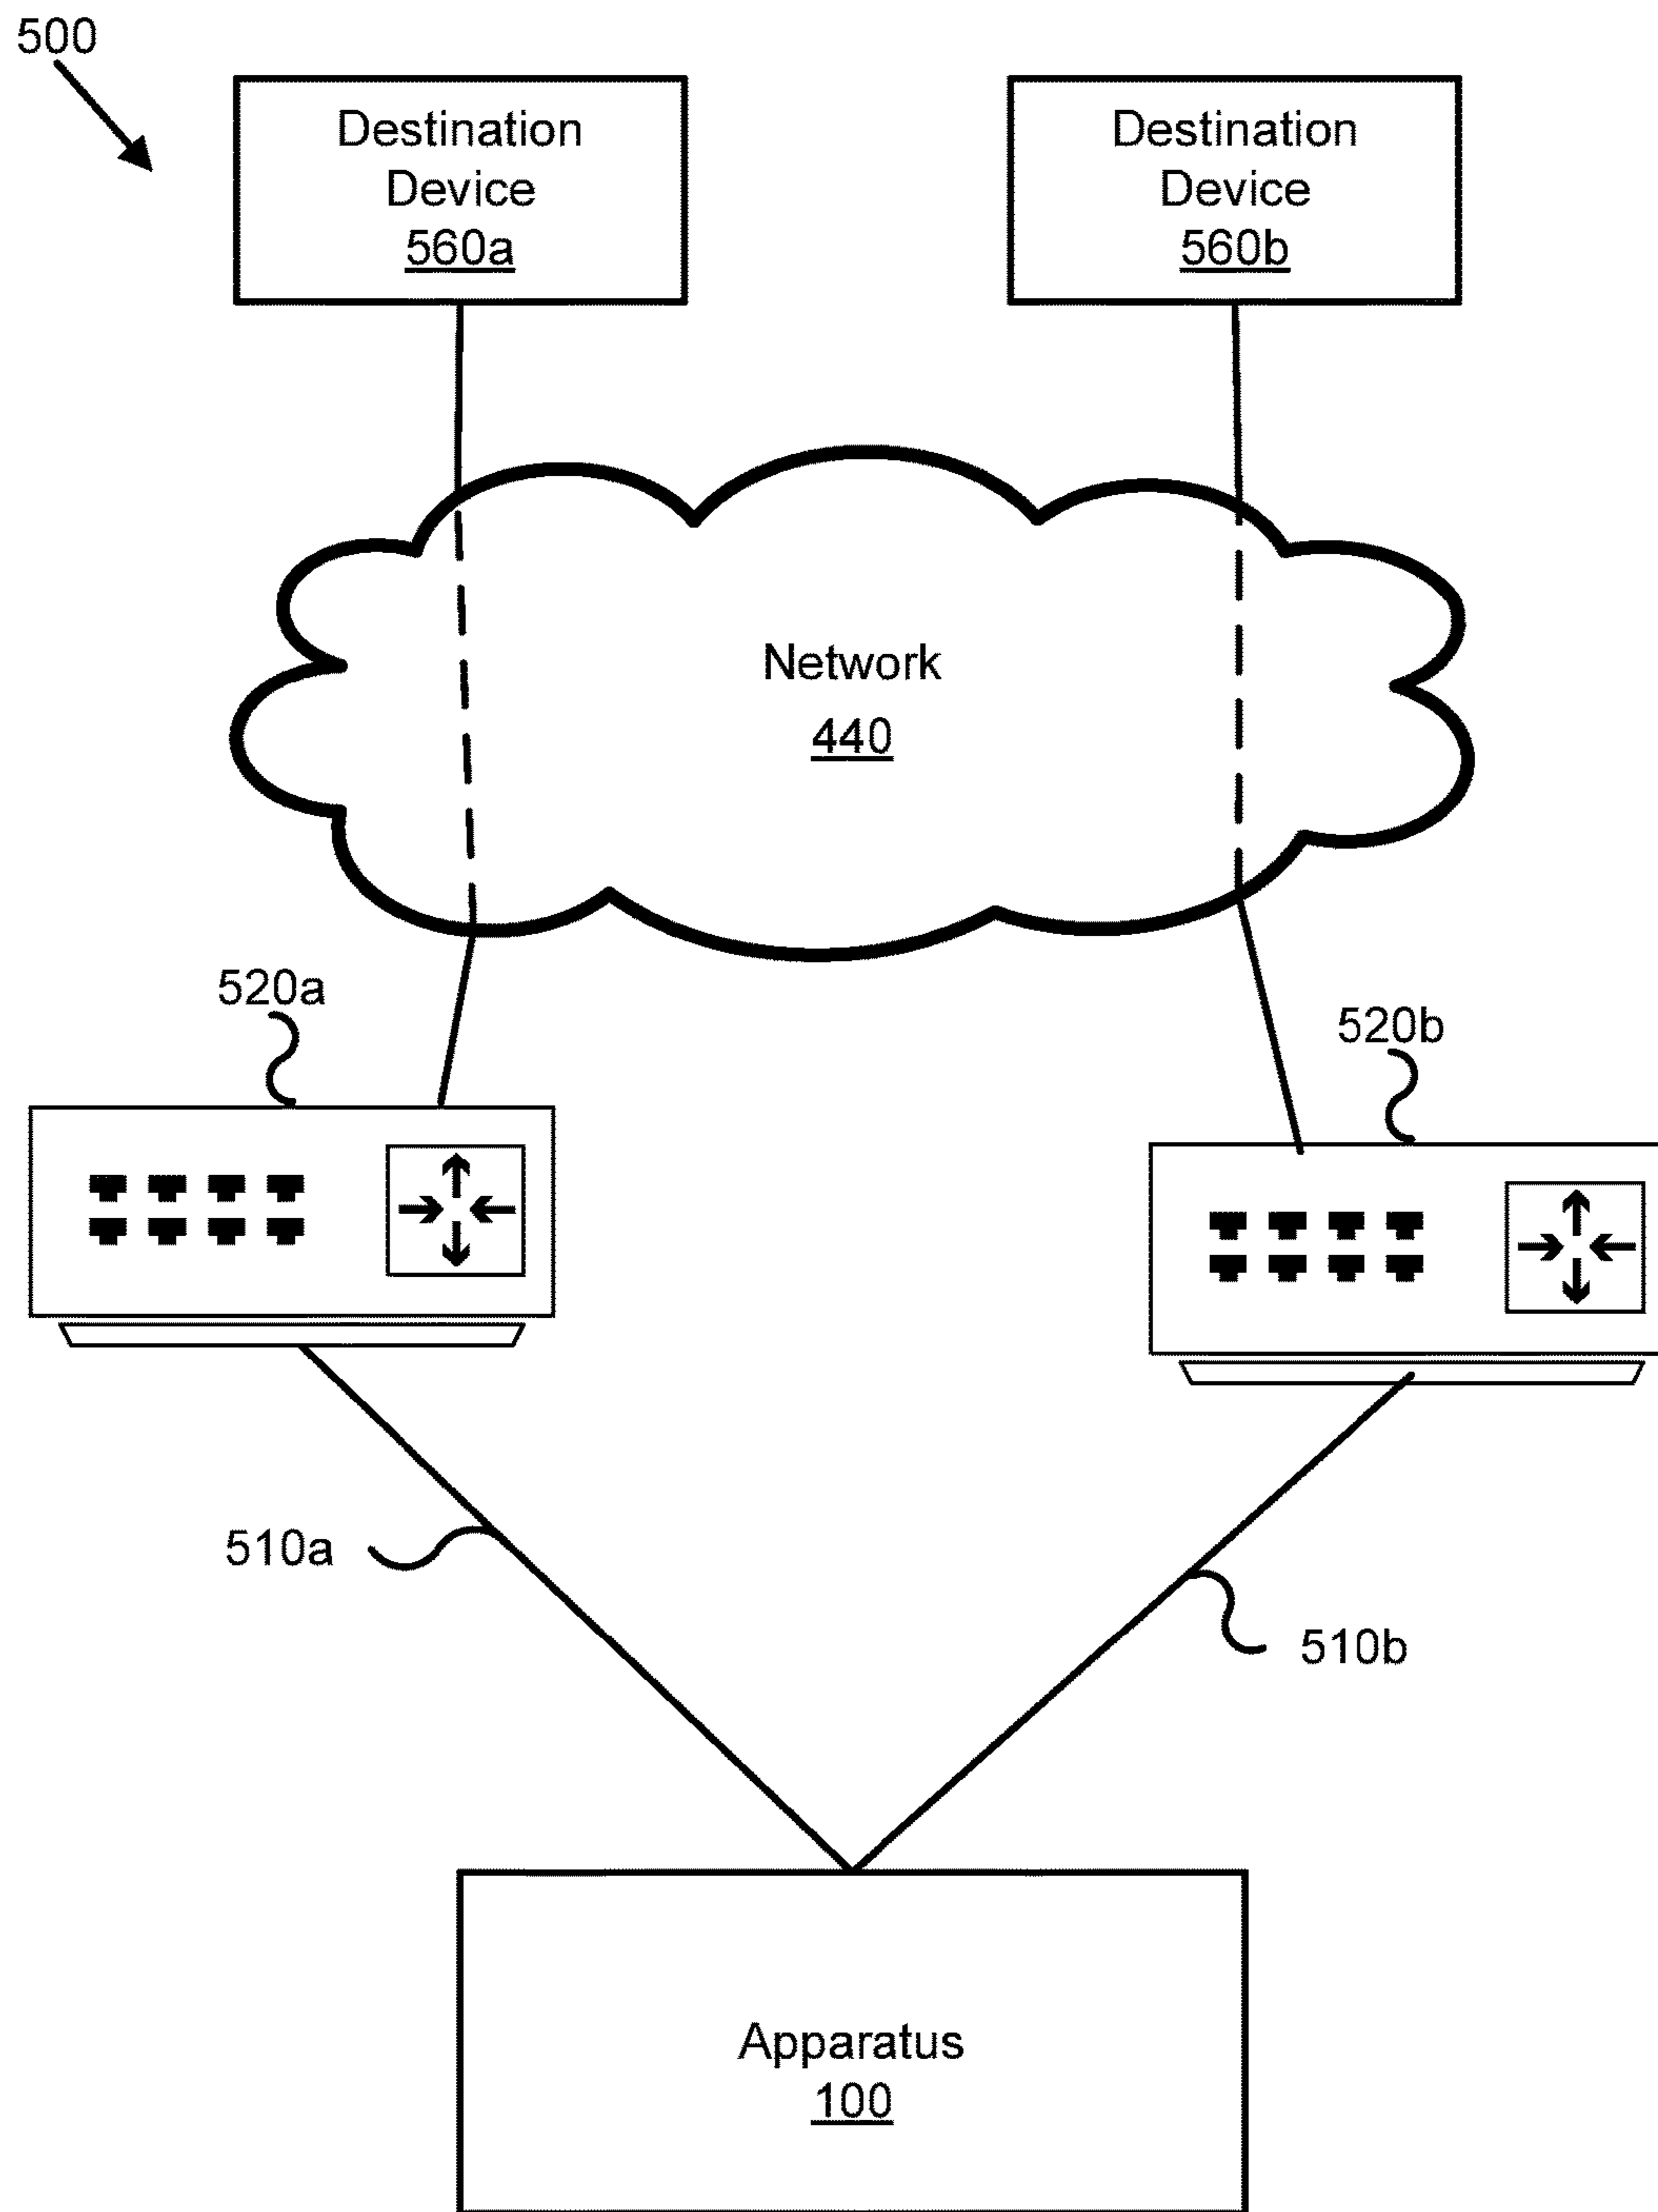 500
Destination
Device
560a
Destination
Device
560b
Network
440
520a
520b
510a
510b
Apparatus
100